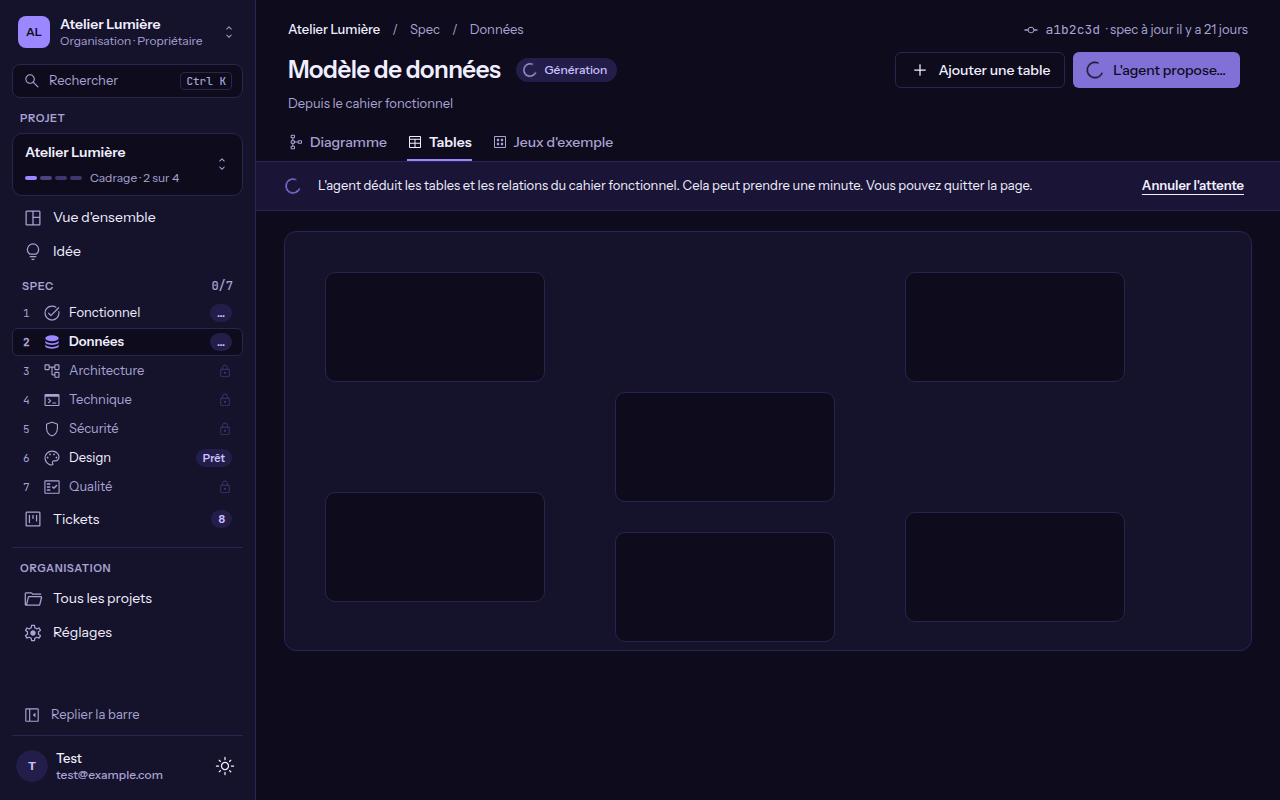 AL
Atelier Lumière
Organisation · Propriétaire
Rechercher
Ctrl K
PROJET
Atelier Lumière
Cadrage · 2 sur 4
Vue d'ensemble
Idée
SPEC 0/7
1 Fonctionnel ...
2 Données ...
3 Architecture
4 Technique
5 Sécurité
6 Design Prêt
7 Qualité
Tickets 8
ORGANISATION
Tous les projets
Réglages
Replier la barre
T
Test
test@example.com
Atelier Lumière / Spec / Données
a1b2c3d · spec à jour il y a 21 jours
Modèle de données
Génération
Ajouter une table
L'agent propose...
Depuis le cahier fonctionnel
Diagramme
Tables
Jeux d'exemple
L'agent déduit les tables et les relations du cahier fonctionnel. Cela peut prendre une minute. Vous pouvez quitter la page.
Annuler l'attente